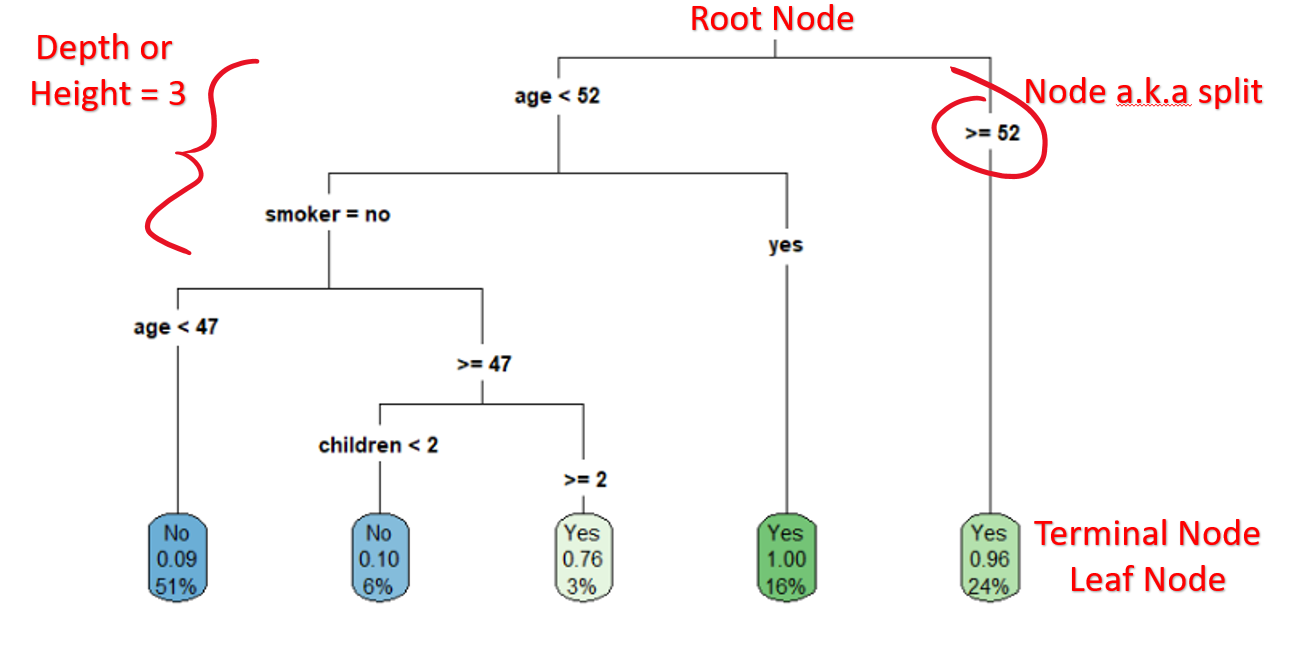 Root Node
Depth or
Height = 3
Node a.k.a split
age < 52
>= 52
smoker = no
yes
age < 47
>= 47
children < 2
>= 2
No
0.09
51%
No
0.10
6%
Yes
0.76
3%
Yes
1.00
16%
Yes
0.96
24%
Terminal Node
Leaf Node